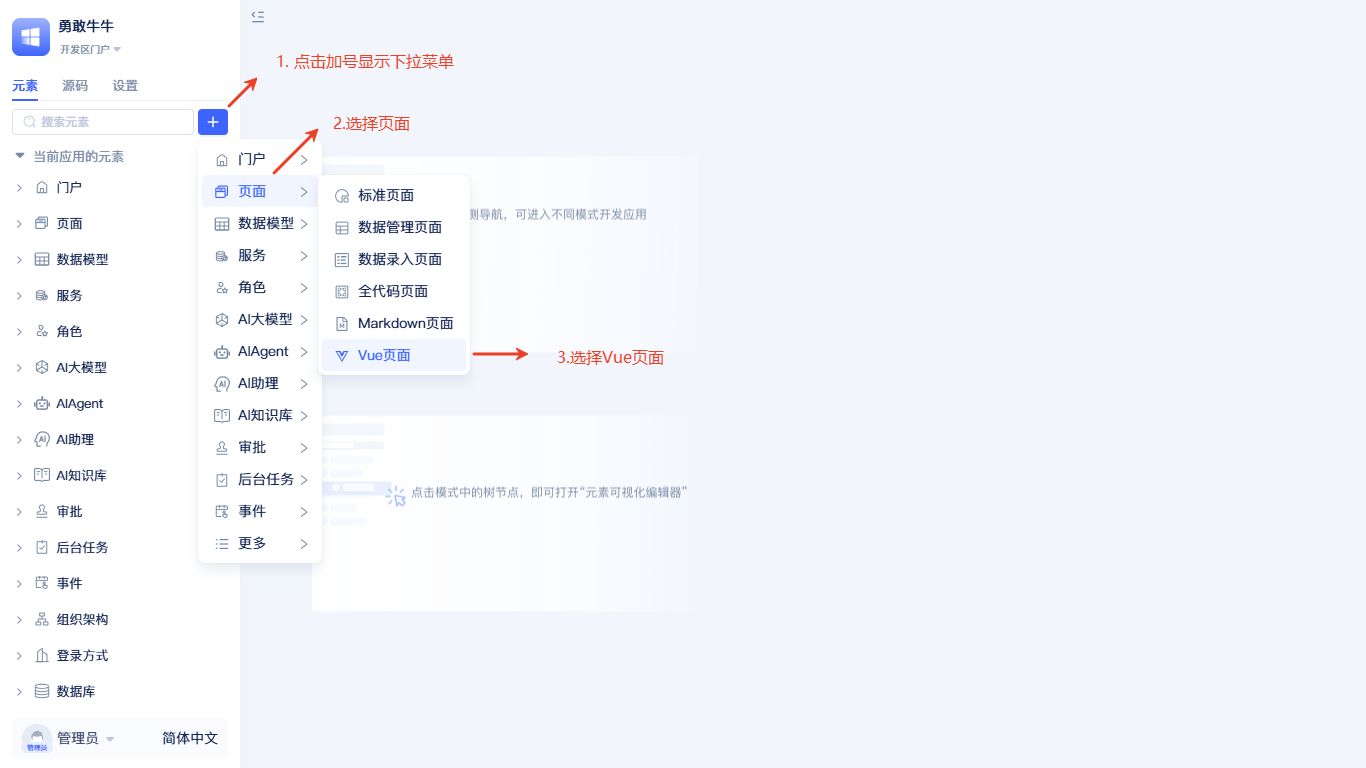 勇敢牛牛
开发区门户
元素 源码 设置
搜索元素
当前应用的元素
门户
页面
数据模型
服务
角色
AI大模型
AIAgent
AI助理
AI知识库
审批
后台任务
事件
组织架构
登录方式
数据库
管理员
管理员 简体中文
1. 点击加号显示下拉菜单
2.选择页面
门户
页面
数据模型
服务
角色
AI大模型
AIAgent
AI助理
AI知识库
审批
后台任务
事件
更多
标准页面
数据管理页面
数据录入页面
全代码页面
Markdown页面
Vue页面
3.选择Vue页面
测导航，可进入不同模式开发应用
点击模式中的树节点，即可打开“元素可视化编辑器”